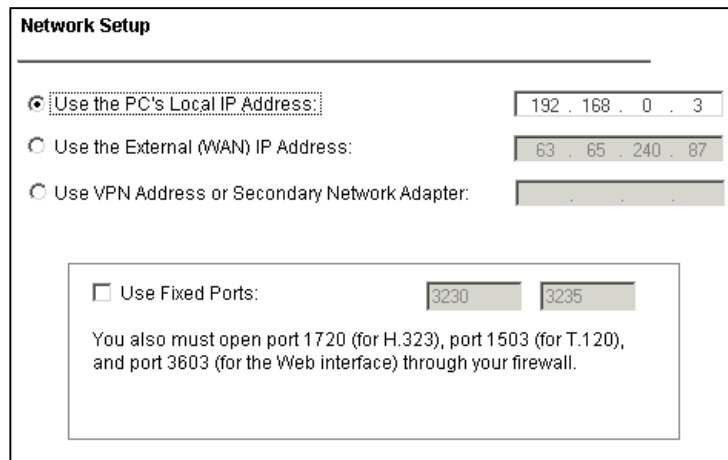 Network Setup
Use the PC's Local IP Address: 192 . 168 . 0 . 3
Use the External (WAN) IP Address: 63 . 65 . 240 . 87
Use VPN Address or Secondary Network Adapter: . . .
Use Fixed Ports: 3230 3235
You also must open port 1720 (for H.323), port 1503 (for T.120),
and port 3603 (for the Web interface) through your firewall.